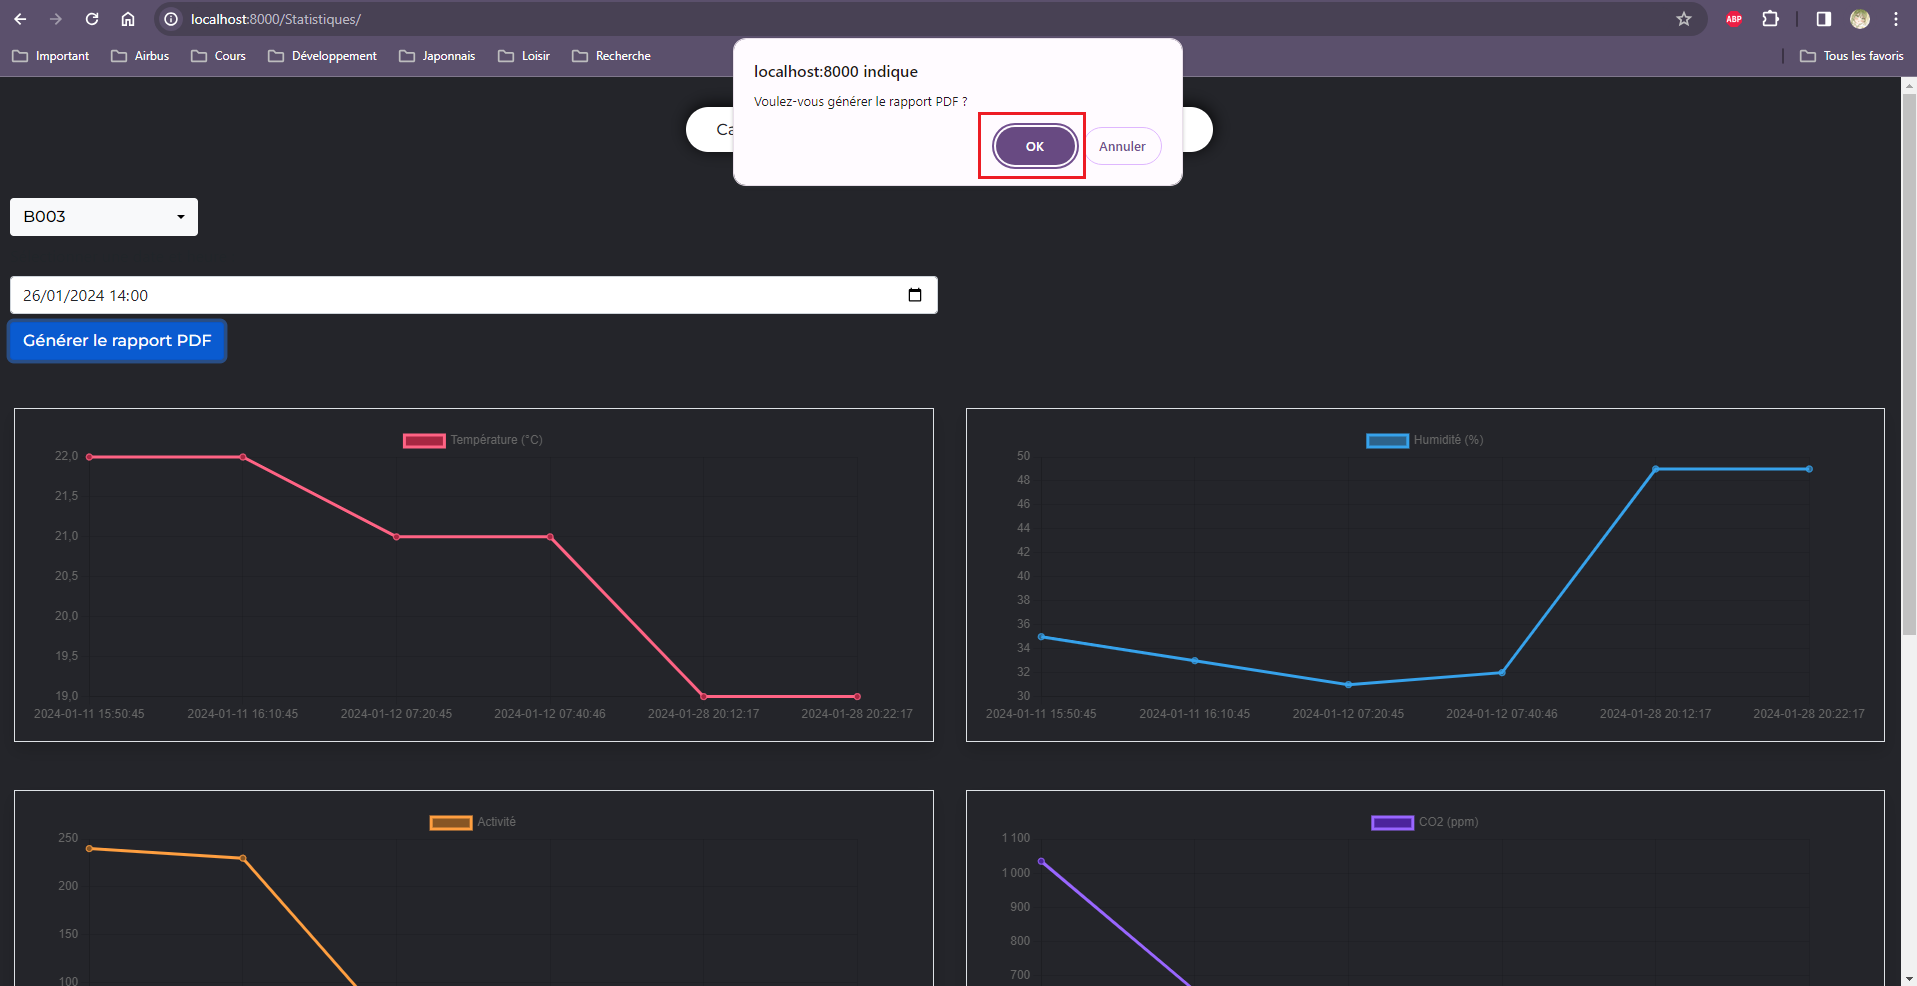 localhost:8000/Statistiques/
ABP
Important Airbus Cours Développement Japonnais Loisir Recherche Tous les favoris
localhost:8000 indique
Voulez-vous générer le rapport PDF ?
OK Annuler
B003
26/01/2024 14:00
Générer le rapport PDF
Température (°C)
22,0
21,5
21,0
20,5
20,0
19,5
19,0
2024-01-11 15:50:45 2024-01-11 16:10:45 2024-01-12 07:20:45 2024-01-12 07:40:46 2024-01-28 20:12:17 2024-01-28 20:22:17
Humidité (%)
50
48
46
44
42
40
38
36
34
32
30
2024-01-11 15:50:45 2024-01-11 16:10:45 2024-01-12 07:20:45 2024-01-12 07:40:46 2024-01-28 20:12:17 2024-01-28 20:22:17
Activité
250
200
150
100
CO2 (ppm)
1 100
1 000
900
800
700